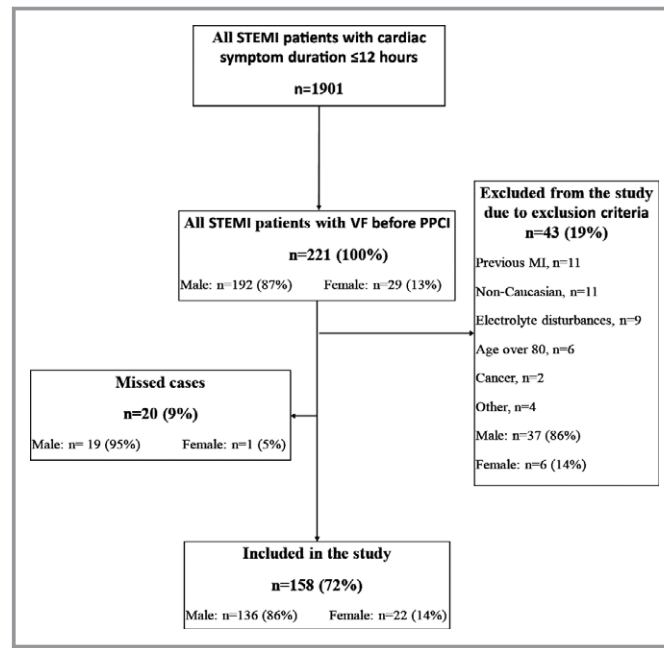 All STEMI patients with cardiac
symptom duration ≤12 hours
n=1901
All STEMI patients with VF before PPCI
n=221 (100%)
Male: n=192 (87%) Female: n=29 (13%)
Excluded from the study
due to exclusion criteria
n=43 (19%)
Previous MI, n=11
Non-Caucasian, n=11
Electrolyte disturbances, n=9
Age over 80, n=6
Cancer, n=2
Other, n=4
Male: n=37 (86%)
Female: n=6 (14%)
Missed cases
n=20 (9%)
Male: n= 19 (95%) Female: n=1 (5%)
Included in the study
n=158 (72%)
Male: n=136 (86%) Female: n=22 (14%)